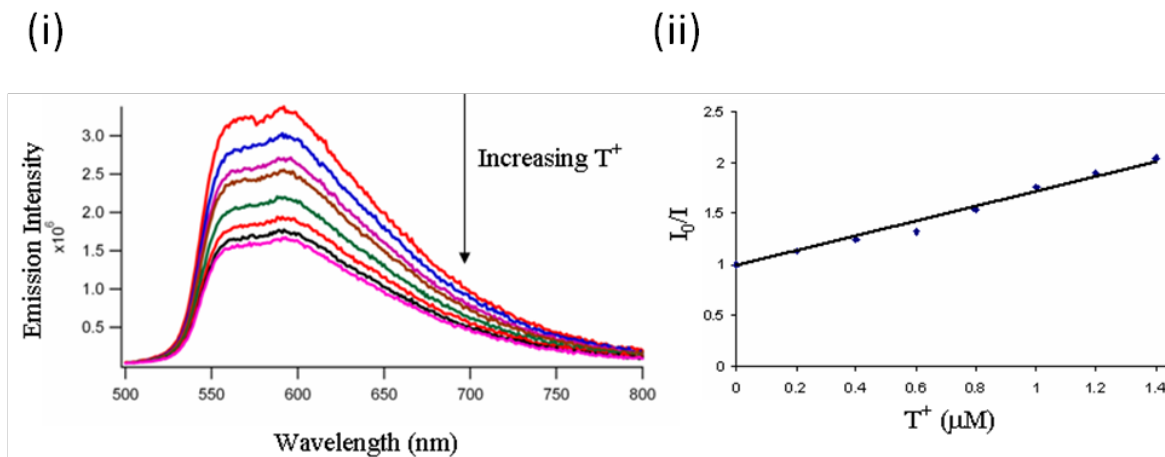 (i)
(ii)
Emission Intensity
x10⁶
3.0
2.5
2.0
1.5
1.0
0.5
Increasing T⁺
500 550 600 650 700 750 800
Wavelength (nm)
I₀/I
2.5
2
1.5
1
0.5
0
0 0.2 0.4 0.6 0.8 1 1.2 1.4
T⁺ (μM)